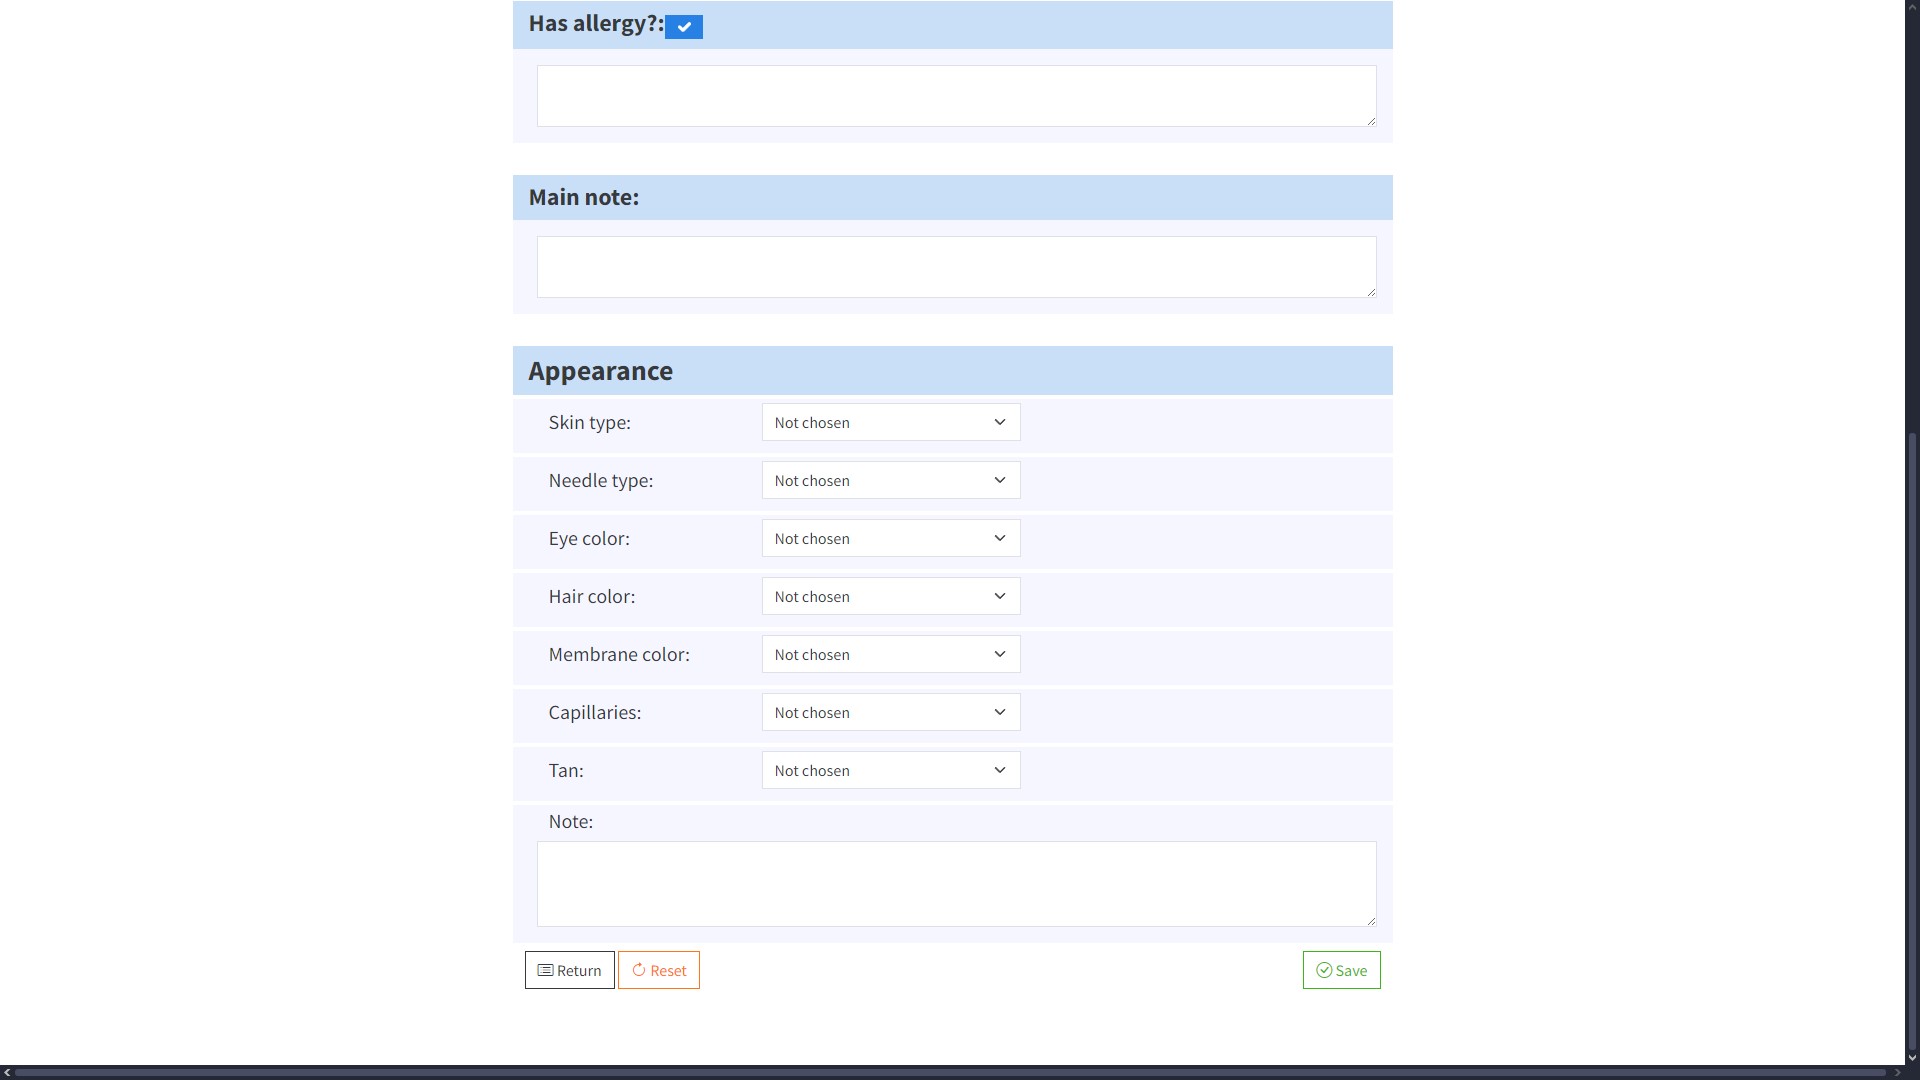 Has allergy?:
Main note:
Appearance
Skin type: Not chosen
Needle type: Not chosen
Eye color: Not chosen
Hair color: Not chosen
Membrane color: Not chosen
Capillaries: Not chosen
Tan: Not chosen
Note:
Return Reset Save